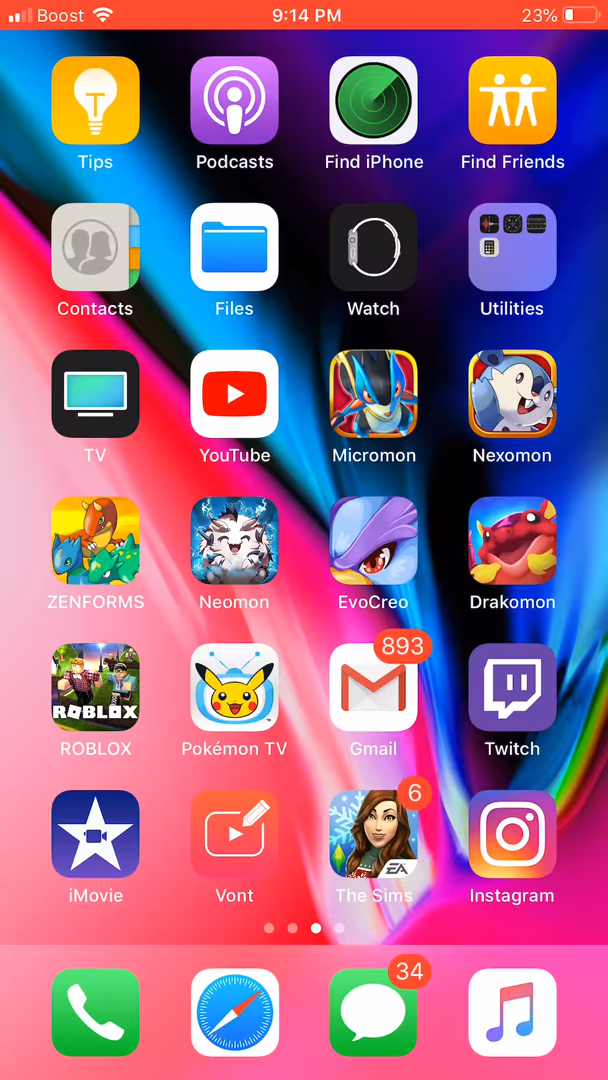 Boost 9:14 PM 23%
Tips Podcasts Find iPhone Find Friends
Contacts Files Watch Utilities
TV YouTube Micromon Nexomon
ZENFORMS Neomon EvoCreo Drakomon
ROBLOX
893
ROBLOX Pokémon TV Gmail Twitch
6
EA
iMovie Vont The Sims Instagram
34